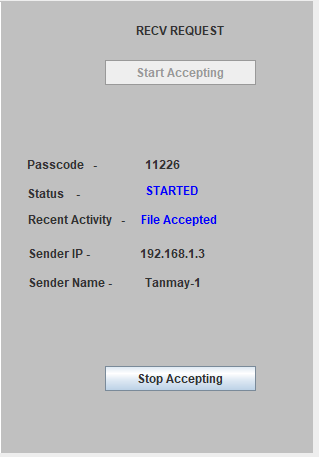 RECV REQUEST
Start Accepting
Passcode - 11226
Status - STARTED
Recent Activity - File Accepted
Sender IP - 192.168.1.3
Sender Name - Tanmay-1
Stop Accepting